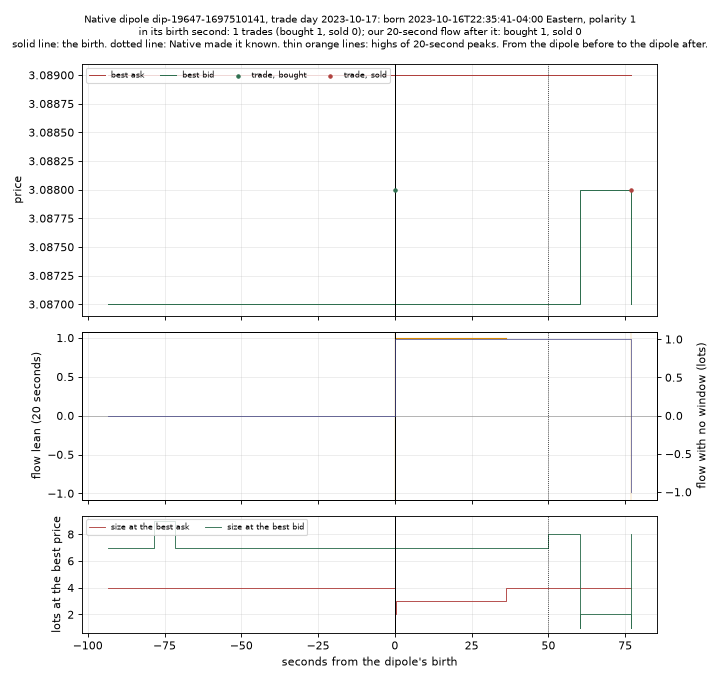 Native dipole dip-19647-1697510141, trade day 2023-10-17: born 2023-10-16T22:35:41-04:00 Eastern, polarity 1
in its birth second: 1 trades (bought 1, sold 0); our 20-second flow after it: bought 1, sold 0
solid line: the birth. dotted line: Native made it known. thin orange lines: highs of 20-second peaks. From the dipole before to the dipole after.
best ask best bid trade, bought trade, sold
3.08900
3.08875
3.08850
3.08825
3.08800
3.08775
3.08750
3.08725
3.08700
price
1.0
0.5
0.0
−0.5
−1.0
flow lean (20 seconds)
1.0
0.5
0.0
−0.5
−1.0
flow with no window (lots)
size at the best ask size at the best bid
8
6
4
2
lots at the best price
−100 −75 −50 −25 0 25 50 75
seconds from the dipole's birth